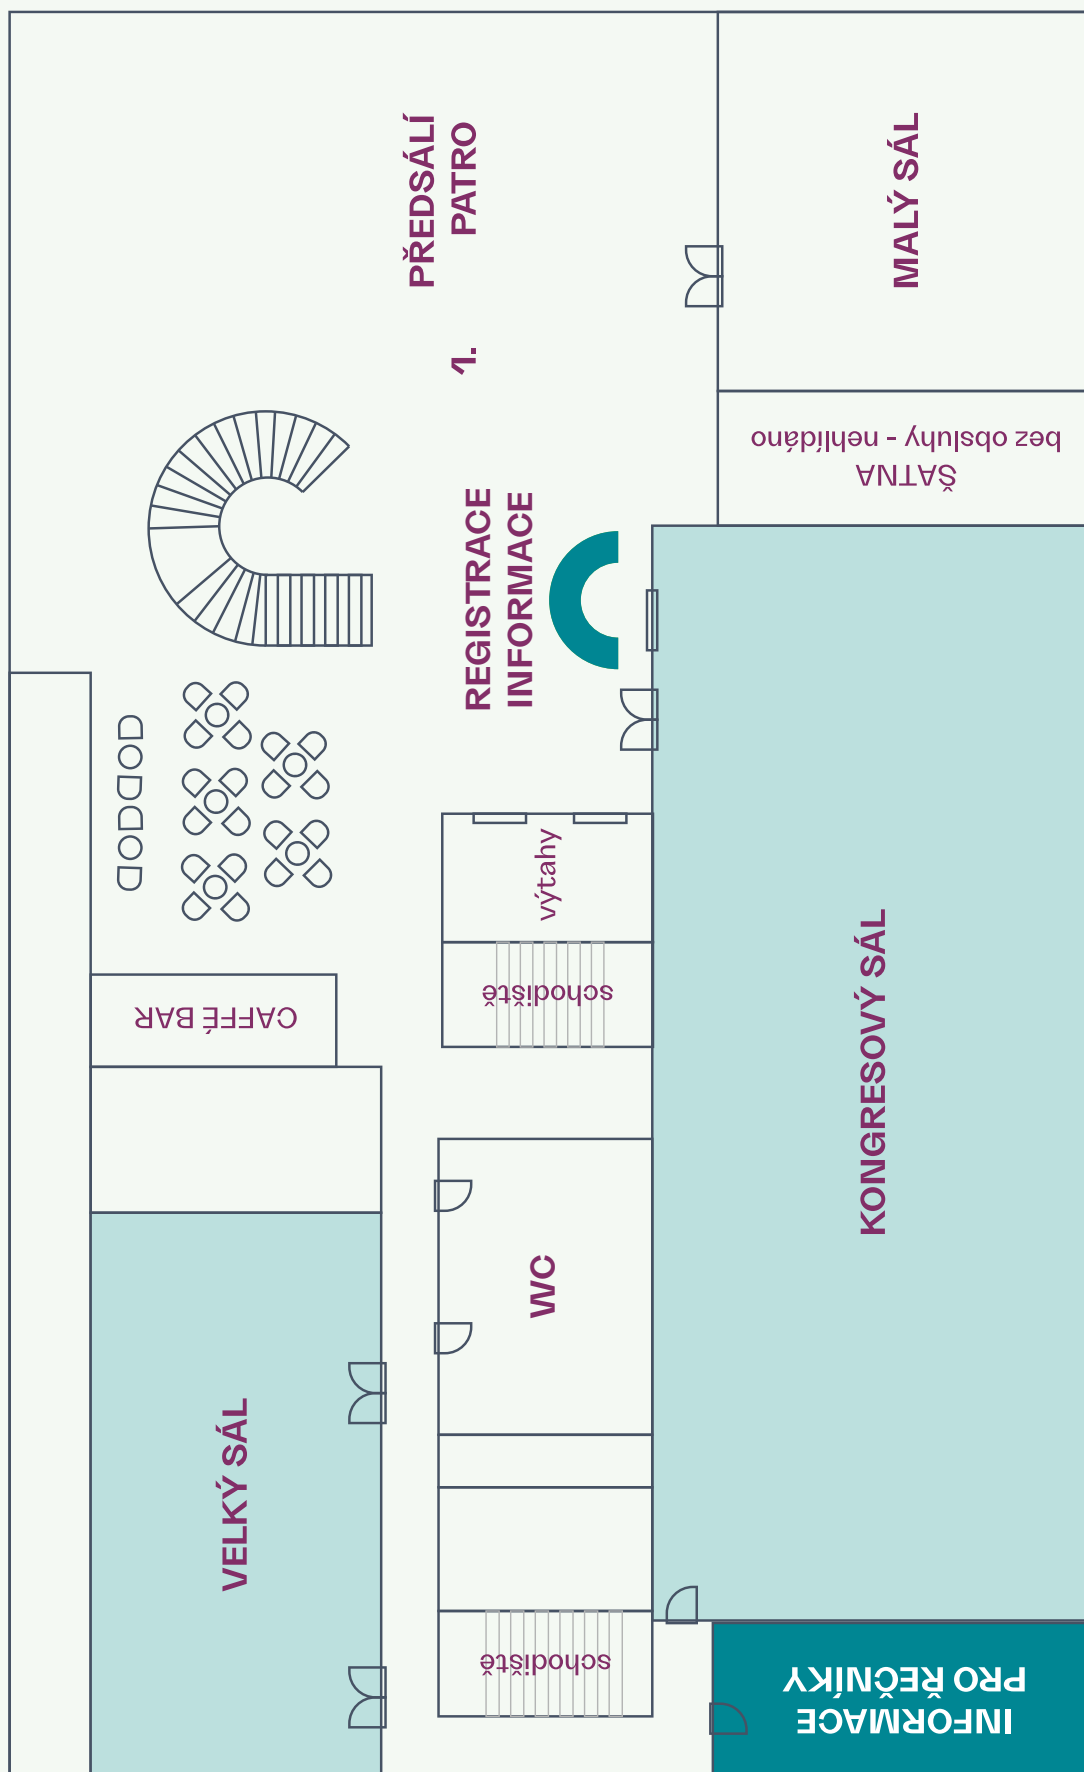 PŘEDSÁLÍ
1. PATRO
MALÝ SÁL
ŠATNA
bez obsluhy - nehlídáno
REGISTRACE
INFORMACE
výtahy
schodiště
CAFFÉ BAR
KONGRESOVÝ SÁL
WC
VELKÝ SÁL
schodiště
INFORMACE
PRO ŘEČNÍKY